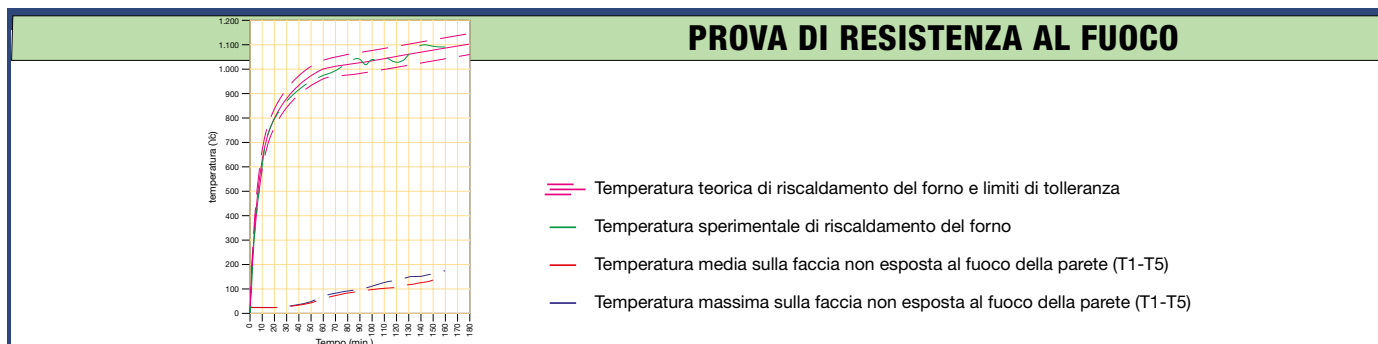 PROVA DI RESISTENZA AL FUOCO
1.200
1.100
1.000
900
800
700
600
500
400
300
200
100
0
temperatura (°c)
0 10 20 30 40 50 60 70 80 90 100 110 120 130 140 150 160 170 180
Tempo (min.)
Temperatura teorica di riscaldamento del forno e limiti di tolleranza
Temperatura sperimentale di riscaldamento del forno
Temperatura media sulla faccia non esposta al fuoco della parete (T1-T5)
Temperatura massima sulla faccia non esposta al fuoco della parete (T1-T5)